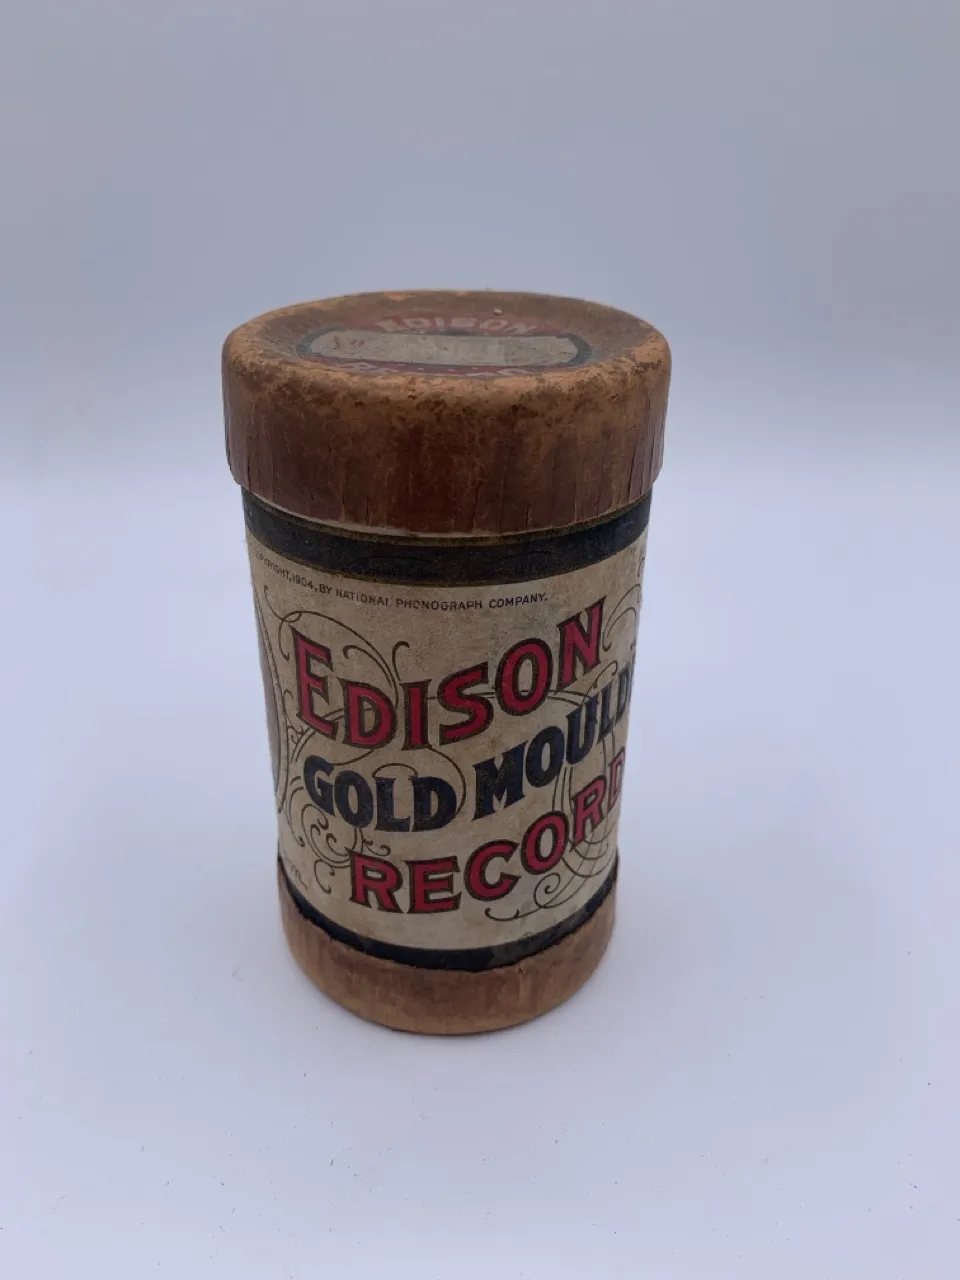 EDISON
COPYRIGHT, 1904, BY NATIONAL PHONOGRAPH COMPANY.
EDISON
GOLD MOULD
RECORD